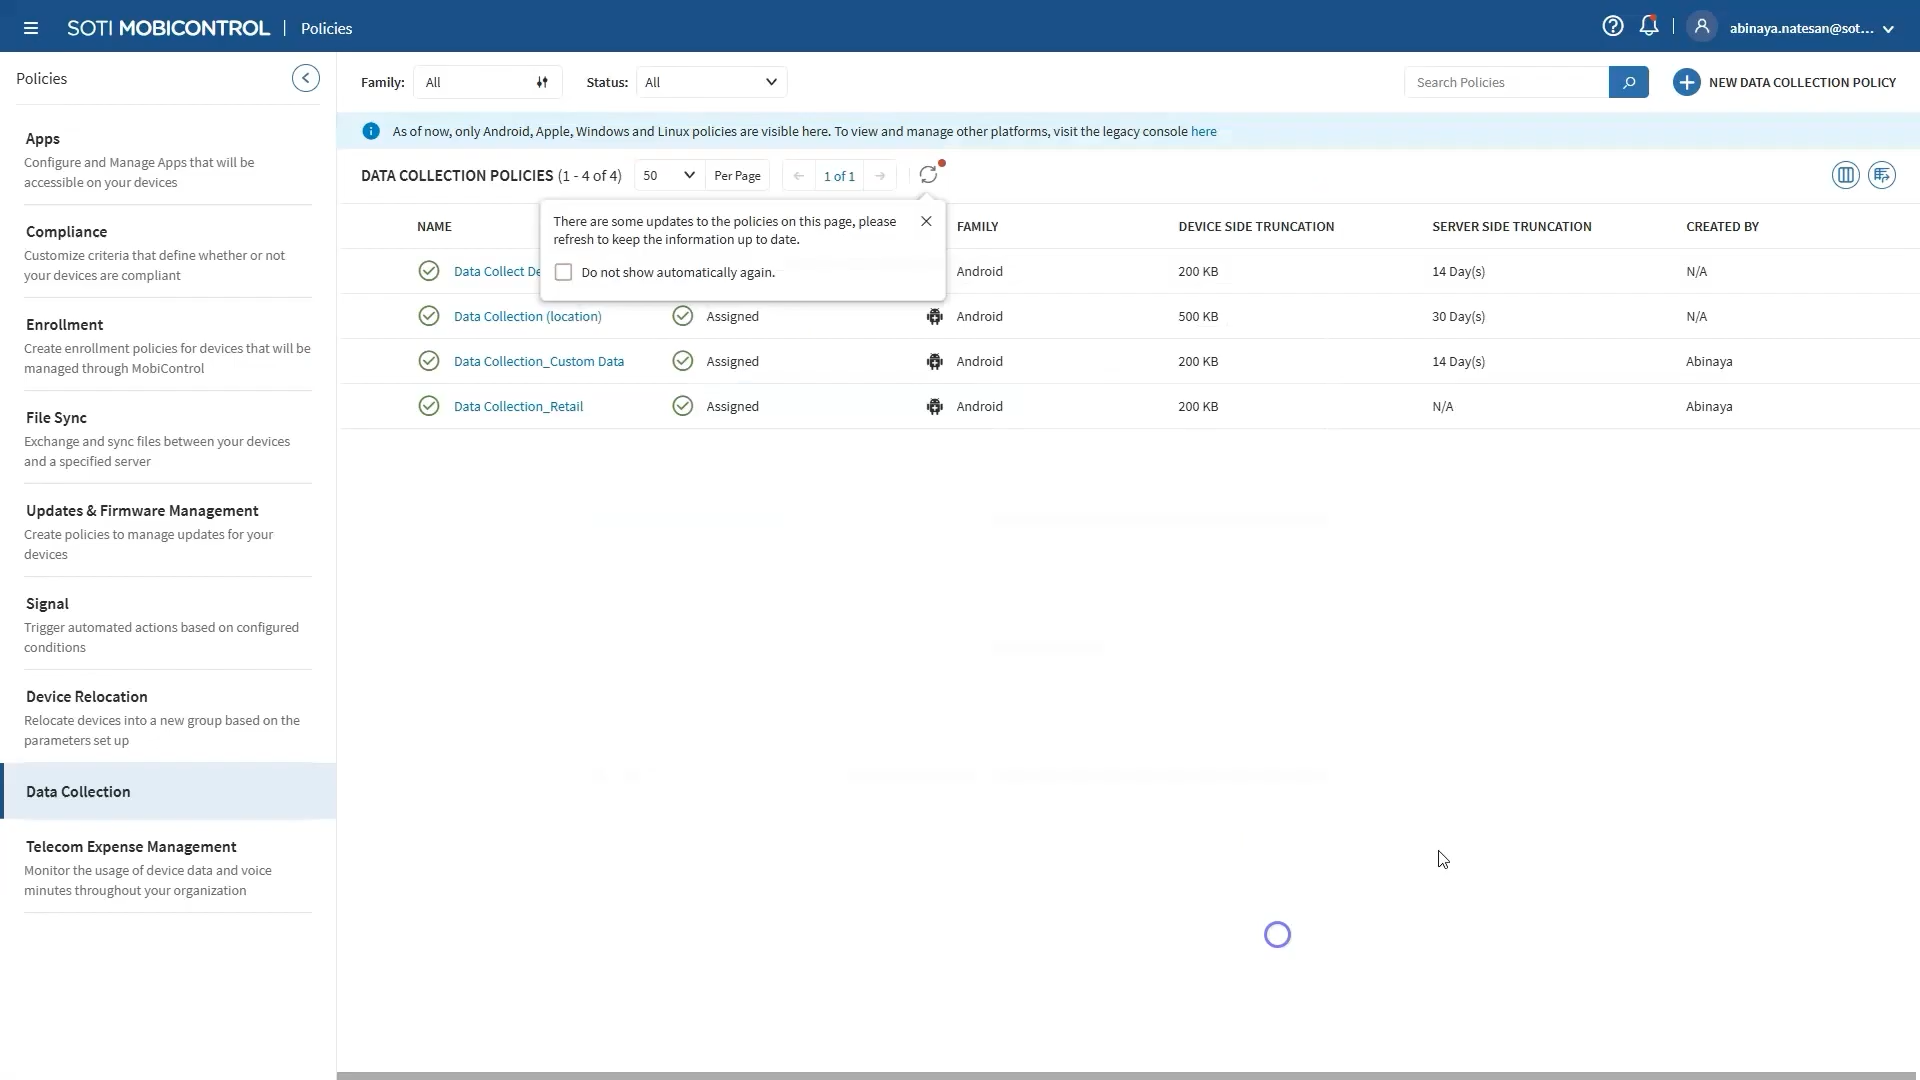 SOTI MOBICONTROL | Policies
abinaya.natesan@sot...
Policies
Apps
Configure and Manage Apps that will be
accessible on your devices
Compliance
Customize criteria that define whether or not
your devices are compliant
Enrollment
Create enrollment policies for devices that will be
managed through MobiControl
File Sync
Exchange and sync files between your devices
and a specified server
Updates & Firmware Management
Create policies to manage updates for your
devices
Signal
Trigger automated actions based on configured
conditions
Device Relocation
Relocate devices into a new group based on the
parameters set up
Data Collection
Telecom Expense Management
Monitor the usage of device data and voice
minutes throughout your organization
Family: All Status: All Search Policies NEW DATA COLLECTION POLICY
As of now, only Android, Apple, Windows and Linux policies are visible here. To view and manage other platforms, visit the legacy console here
DATA COLLECTION POLICIES (1 - 4 of 4) 50 Per Page 1 of 1
There are some updates to the policies on this page, please
refresh to keep the information up to date.
Do not show automatically again.
NAME FAMILY DEVICE SIDE TRUNCATION SERVER SIDE TRUNCATION CREATED BY
Data Collect De Android 200 KB 14 Day(s) N/A
Data Collection (location) Assigned Android 500 KB 30 Day(s) N/A
Data Collection_Custom Data Assigned Android 200 KB 14 Day(s) Abinaya
Data Collection_Retail Assigned Android 200 KB N/A Abinaya